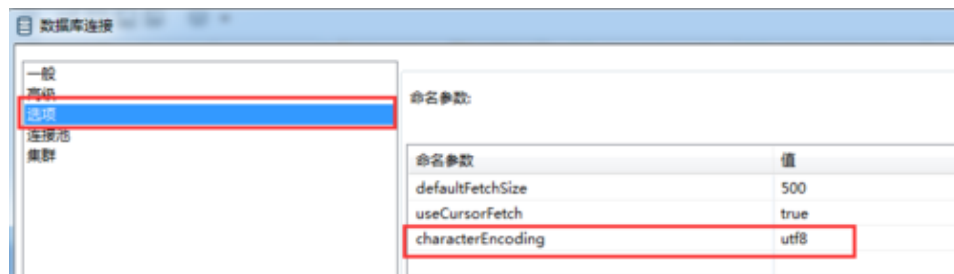 数据库连接
一般
高级
选项
连接池
集群
命名参数:
命名参数 值
defaultFetchSize 500
useCursorFetch true
characterEncoding utf8